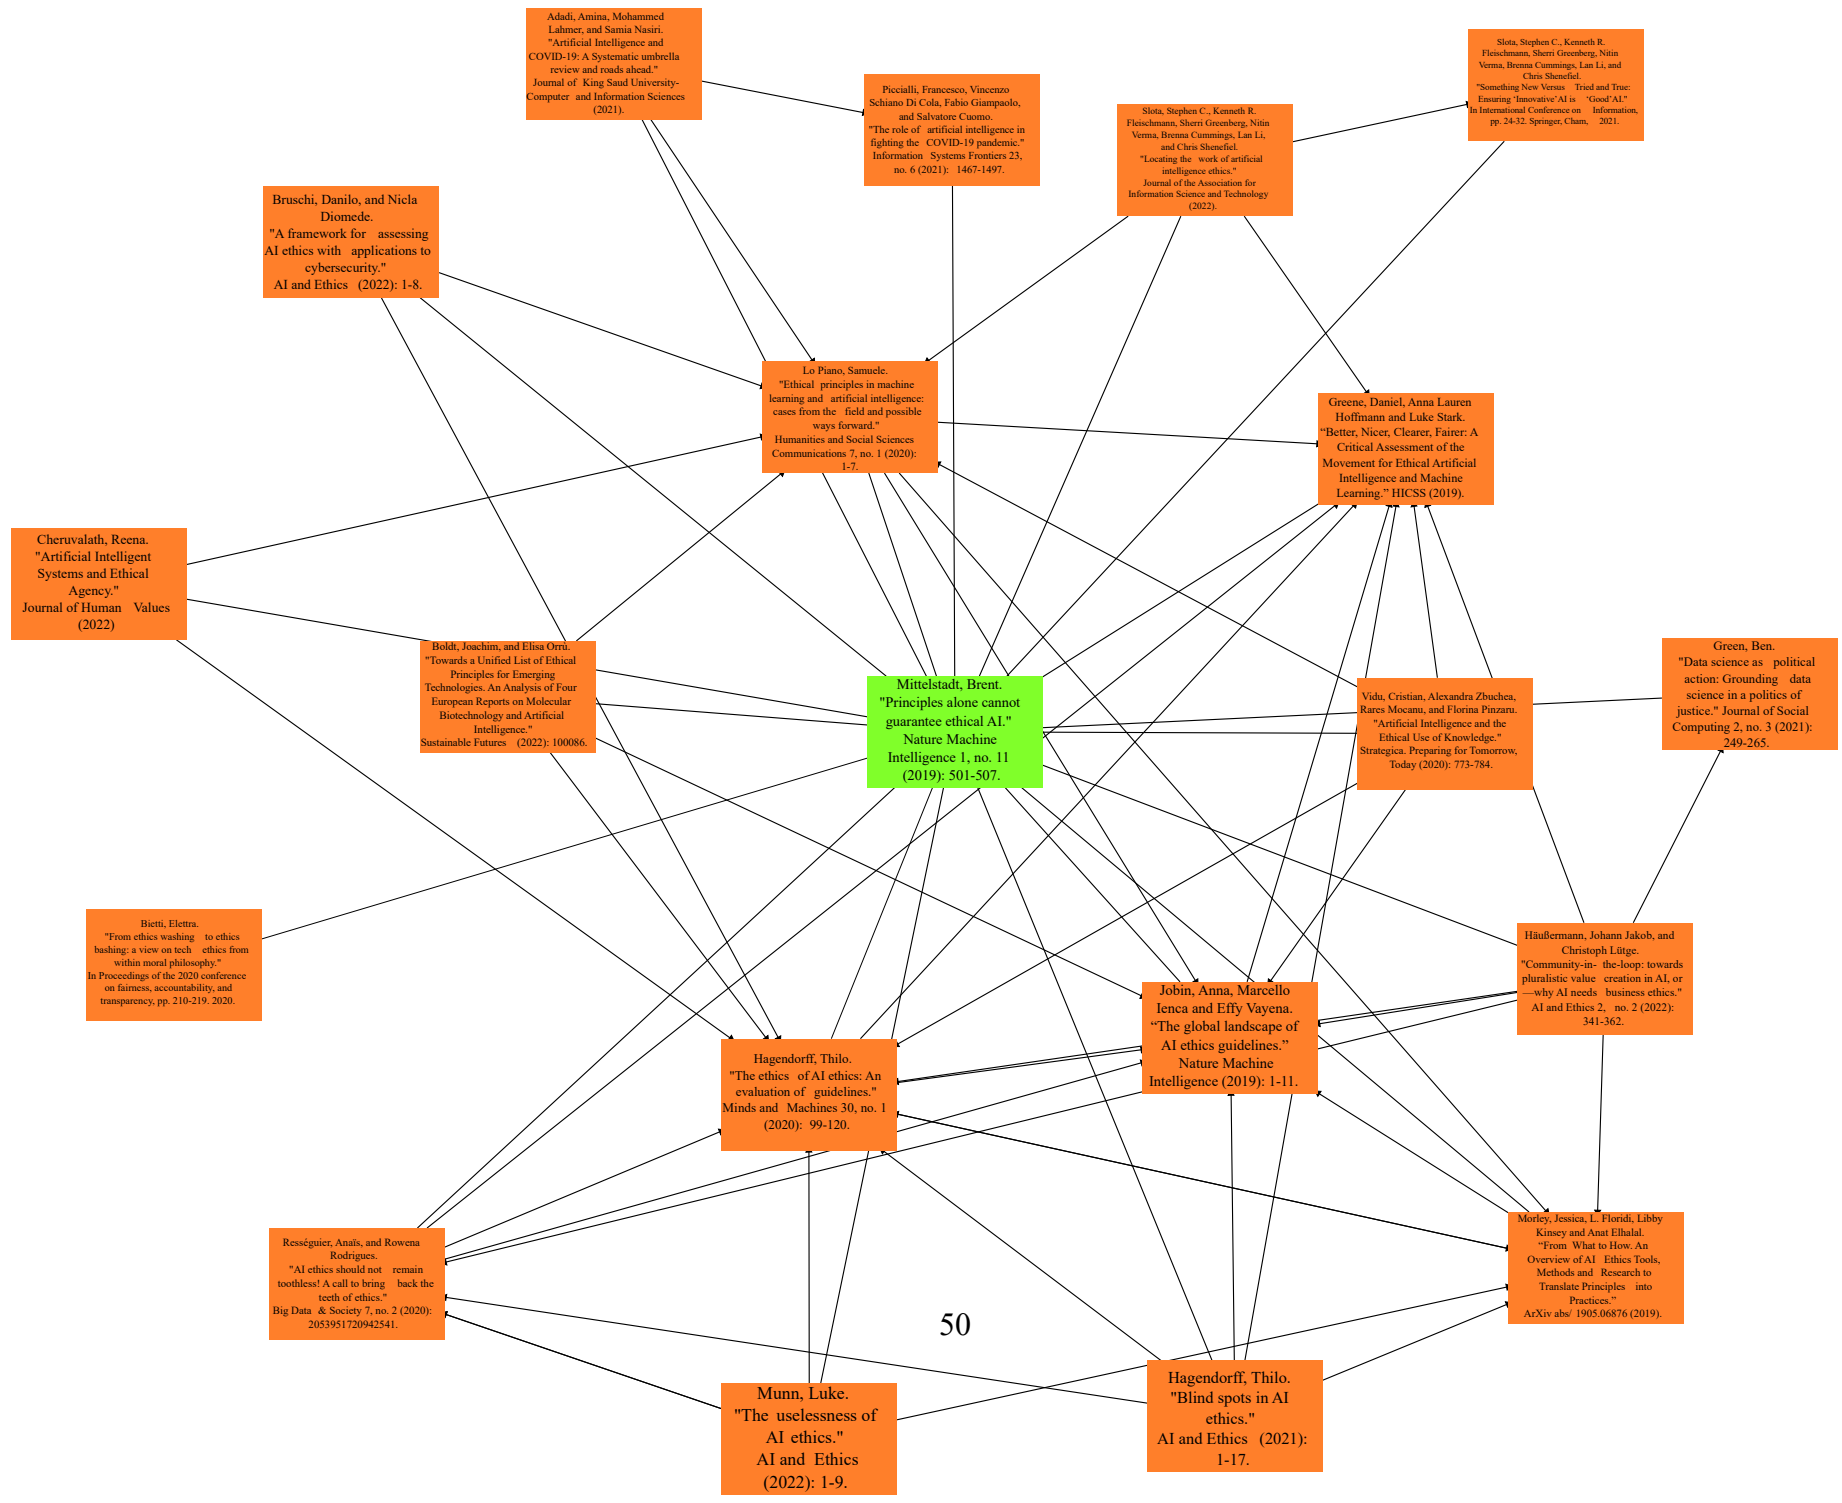 Adadi, Amina, Mohammed
Lahmer, and Samia Nasiri.
"Artificial Intelligence and
COVID-19: A Systematic umbrella
review and roads ahead."
Journal of King Saud University-
Computer and Information Sciences
(2021).
Piccialli, Francesco, Vincenzo
Schiano Di Cola, Fabio Giampaolo,
and Salvatore Cuomo.
"The role of artificial intelligence in
fighting the COVID-19 pandemic."
Information Systems Frontiers 23,
no. 6 (2021): 1467-1497.
Slota, Stephen C., Kenneth R.
Fleischmann, Sherri Greenberg, Nitin
Verma, Brenna Cummings, Lan Li,
and Chris Shenefiel.
"Locating the work of artificial
intelligence ethics."
Journal of the Association for
Information Science and Technology
(2022).
Slota, Stephen C., Kenneth R.
Fleischmann, Sherri Greenberg, Nitin
Verma, Brenna Cummings, Lan Li, and
Chris Shenefiel.
"Something New Versus Tried and True:
Ensuring ‘Innovative’AI is ‘Good’AI."
In International Conference on Information,
pp. 24-32. Springer, Cham, 2021.
Bruschi, Danilo, and Nicla
Diomede.
"A framework for assessing
AI ethics with applications to
cybersecurity."
AI and Ethics (2022): 1-8.
Lo Piano, Samuele.
"Ethical principles in machine
learning and artificial intelligence:
cases from the field and possible
ways forward."
Humanities and Social Sciences
Communications 7, no. 1 (2020):
1-7.
Greene, Daniel, Anna Lauren
Hoffmann and Luke Stark.
“Better, Nicer, Clearer, Fairer: A
Critical Assessment of the
Movement for Ethical Artificial
Intelligence and Machine
Learning.” HICSS (2019).
Cheruvalath, Reena.
"Artificial Intelligent
Systems and Ethical
Agency."
Journal of Human Values
(2022)
Boldt, Joachim, and Elisa Orrù.
"Towards a Unified List of Ethical
Principles for Emerging
Technologies. An Analysis of Four
European Reports on Molecular
Biotechnology and Artificial
Intelligence."
Sustainable Futures (2022): 100086.
Mittelstadt, Brent.
"Principles alone cannot
guarantee ethical AI."
Nature Machine
Intelligence 1, no. 11
(2019): 501-507.
Vidu, Cristian, Alexandra Zbuchea,
Rares Mocanu, and Florina Pinzaru.
"Artificial Intelligence and the
Ethical Use of Knowledge."
Strategica. Preparing for Tomorrow,
Today (2020): 773-784.
Green, Ben.
"Data science as political
action: Grounding data
science in a politics of
justice." Journal of Social
Computing 2, no. 3 (2021):
249-265.
Bietti, Elettra.
"From ethics washing to ethics
bashing: a view on tech ethics from
within moral philosophy."
In Proceedings of the 2020 conference
on fairness, accountability, and
transparency, pp. 210-219. 2020.
Häußermann, Johann Jakob, and
Christoph Lütge.
"Community-in- the-loop: towards
pluralistic value creation in AI, or
—why AI needs business ethics."
AI and Ethics 2, no. 2 (2022):
341-362.
Jobin, Anna, Marcello
Ienca and Effy Vayena.
“The global landscape of
AI ethics guidelines.”
Nature Machine
Intelligence (2019): 1-11.
Hagendorff, Thilo.
"The ethics of AI ethics: An
evaluation of guidelines."
Minds and Machines 30, no. 1
(2020): 99-120.
Rességuier, Anaïs, and Rowena
Rodrigues.
"AI ethics should not remain
toothless! A call to bring back the
teeth of ethics."
Big Data & Society 7, no. 2 (2020):
2053951720942541.
Morley, Jessica, L. Floridi, Libby
Kinsey and Anat Elhalal.
“From What to How. An
Overview of AI Ethics Tools,
Methods and Research to
Translate Principles into
Practices.”
ArXiv abs/ 1905.06876 (2019).
50
Munn, Luke.
"The uselessness of
AI ethics."
AI and Ethics
(2022): 1-9.
Hagendorff, Thilo.
"Blind spots in AI
ethics."
AI and Ethics (2021):
1-17.